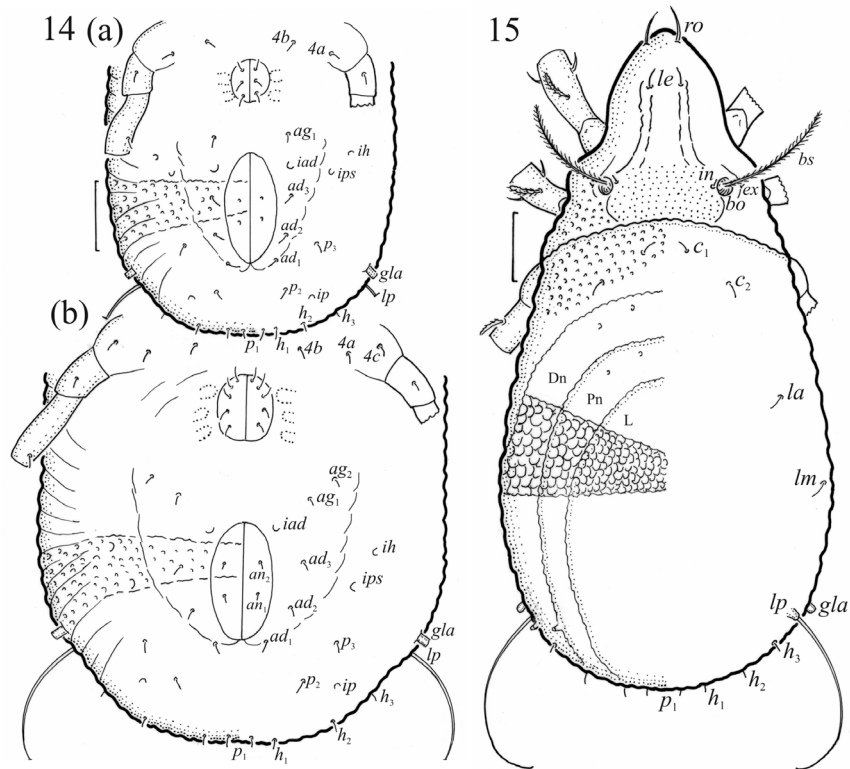 14 (a)
4b
4a
ag1
iad
ih
ips
ad3
ad2
ad1
p3
gla
lp
p2
ip
h3
h2
p1
h1
(b)
4b
4a
4c
ag2
ag1
iad
ih
ad3
an2
ips
an1
ad2
gla
ad1
p3
lp
p2
ip
h3
h2
p1
h1
15
ro
le
bs
in
ex
bo
c1
c2
Dn
Pn
L
la
lm
lp
gla
h3
h2
p1
h1